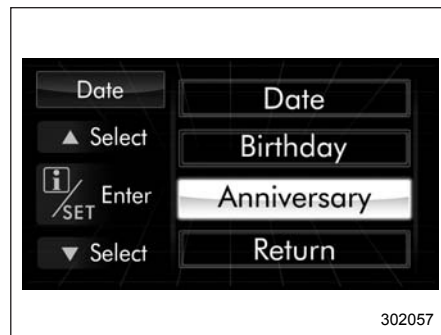 Date
▲ Select
i/SET Enter
▼ Select
Date
Birthday
Anniversary
Return
302057